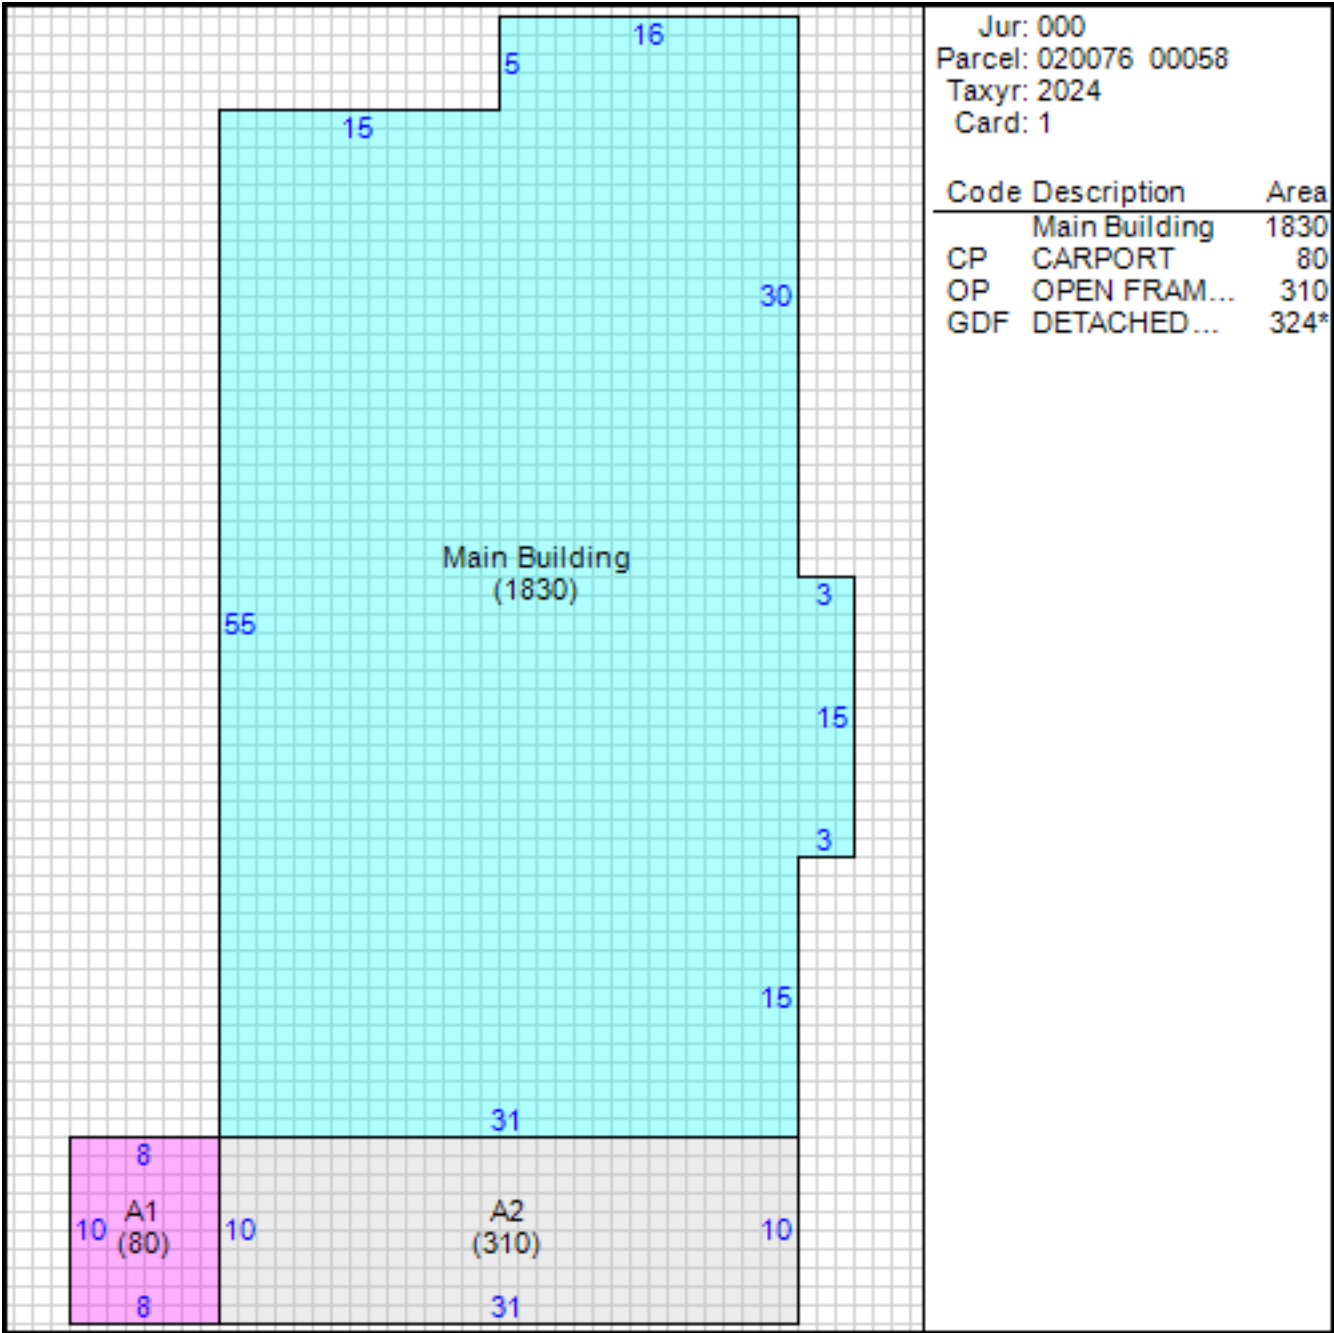 16
5
15
30
Main Building
(1830)
3
55
15
3
15
31
8
A1
(80)
10
10
A2
(310)
10
8
31
Jur: 000
Parcel: 020076 00058
Taxyr: 2024
Card: 1
Code Description Area
Main Building 1830
CP CARPORT 80
OP OPEN FRAM... 310
GDF DETACHED... 324*